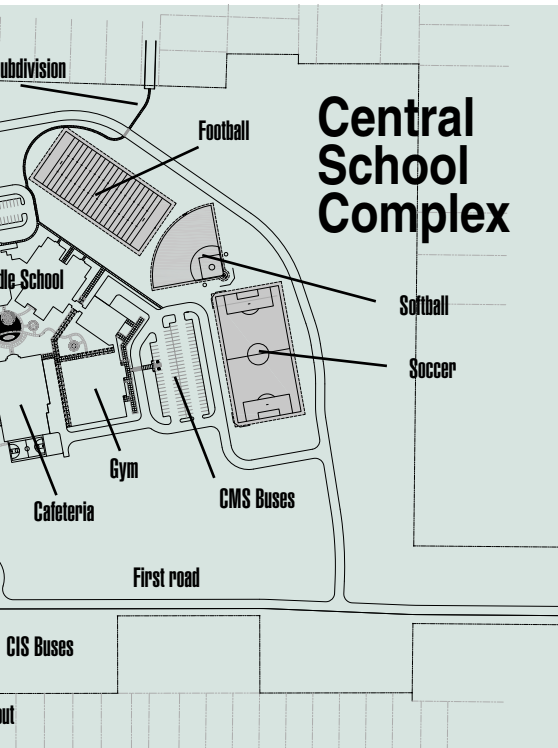 ubdivision
Football
Central
School
Complex
dle School
Softball
Soccer
Gym
CMS Buses
Cafeteria
First road
CIS Buses
out